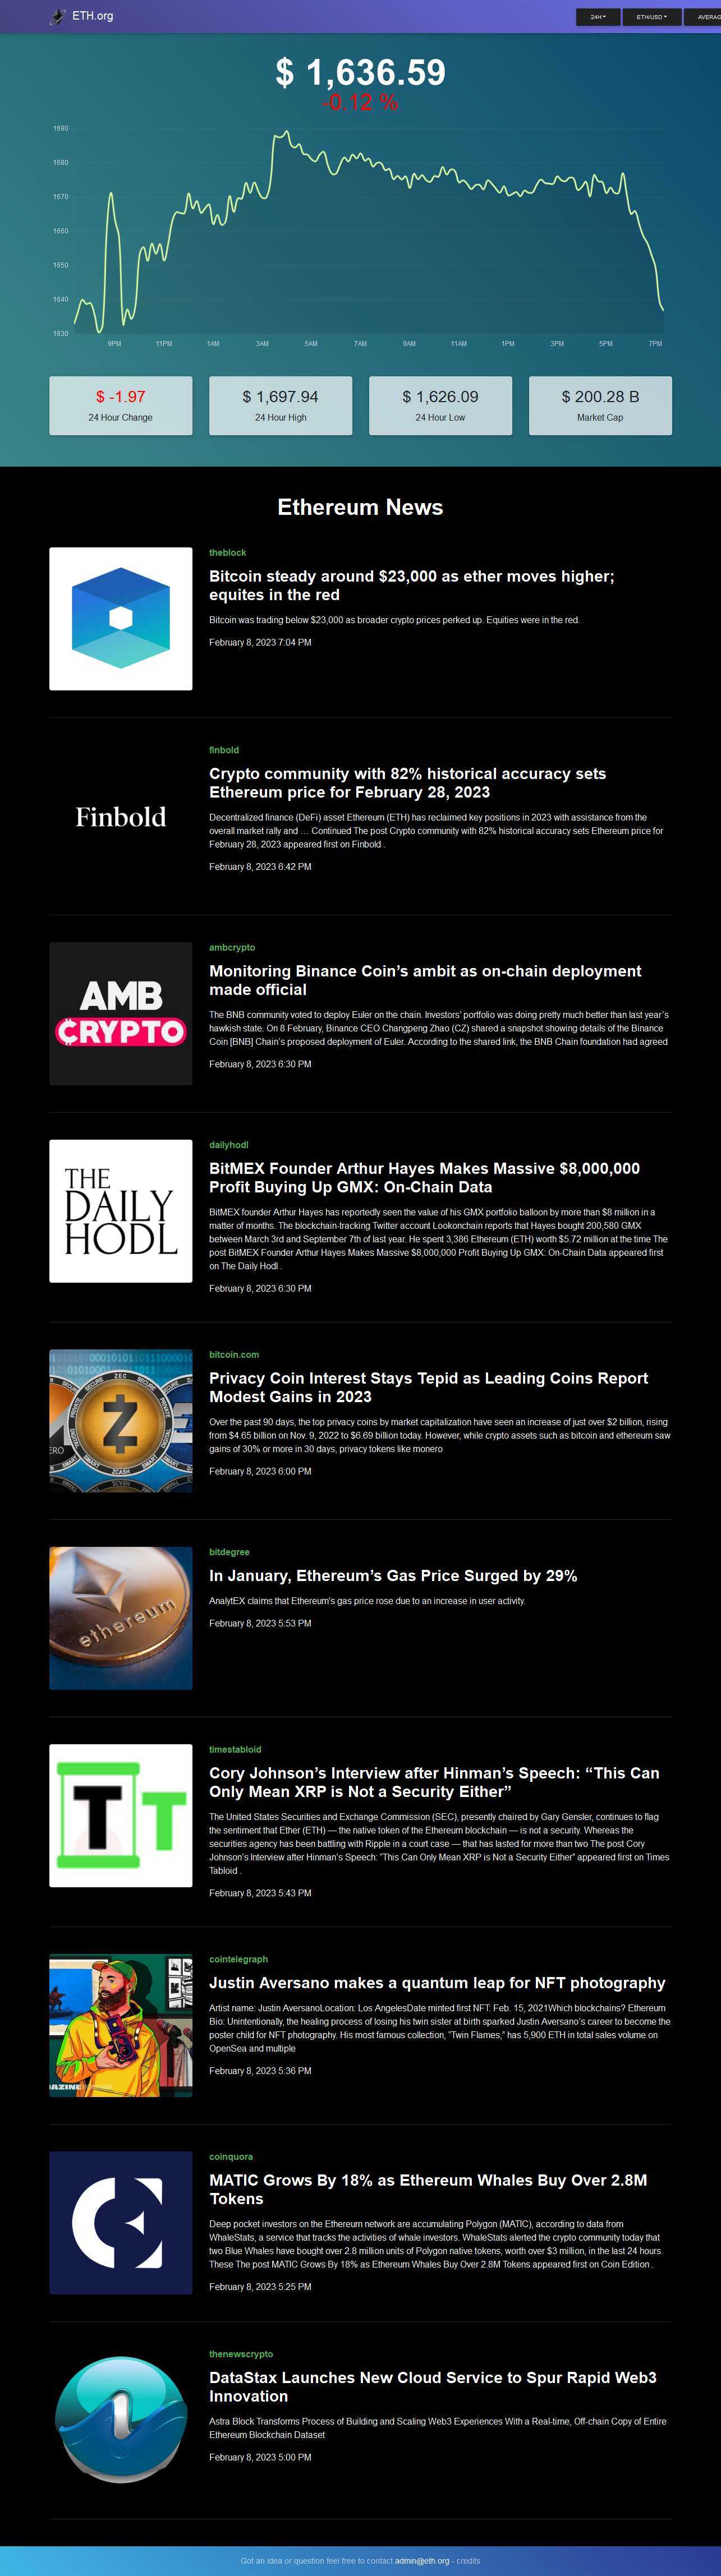 ETH.org
24H
ETH/USD
AVERAG
$ 1,636.59
-0.12 %
1690
1680
1670
1660
1650
1640
1630
9PM 11PM 1AM 3AM 5AM 7AM 9AM 11AM 1PM 3PM 5PM 7PM
$ -1.97
24 Hour Change
$ 1,697.94
24 Hour High
$ 1,626.09
24 Hour Low
$ 200.28 B
Market Cap
Ethereum News
theblock
Bitcoin steady around $23,000 as ether moves higher;
equites in the red
Bitcoin was trading below $23,000 as broader crypto prices perked up. Equities were in the red.
February 8, 2023 7:04 PM
Finbold
finbold
Crypto community with 82% historical accuracy sets
Ethereum price for February 28, 2023
Decentralized finance (DeFi) asset Ethereum (ETH) has reclaimed key positions in 2023 with assistance from the
overall market rally and … Continued The post Crypto community with 82% historical accuracy sets Ethereum price for
February 28, 2023 appeared first on Finbold .
February 8, 2023 6:42 PM
AMB
CRYPTO
ambcrypto
Monitoring Binance Coin’s ambit as on-chain deployment
made official
The BNB community voted to deploy Euler on the chain. Investors’ portfolio was doing pretty much better than last year’s
hawkish state. On 8 February, Binance CEO Changpeng Zhao (CZ) shared a snapshot showing details of the Binance
Coin [BNB] Chain’s proposed deployment of Euler. According to the shared link, the BNB Chain foundation had agreed
February 8, 2023 6:30 PM
THE
DAILY
HODL
dailyhodl
BitMEX Founder Arthur Hayes Makes Massive $8,000,000
Profit Buying Up GMX: On-Chain Data
BitMEX founder Arthur Hayes has reportedly seen the value of his GMX portfolio balloon by more than $8 million in a
matter of months. The blockchain-tracking Twitter account Lookonchain reports that Hayes bought 200,580 GMX
between March 3rd and September 7th of last year. He spent 3,386 Ethereum (ETH) worth $5.72 million at the time The
post BitMEX Founder Arthur Hayes Makes Massive $8,000,000 Profit Buying Up GMX: On-Chain Data appeared first
on The Daily Hodl .
February 8, 2023 6:30 PM
bitcoin.com
Privacy Coin Interest Stays Tepid as Leading Coins Report
Modest Gains in 2023
Over the past 90 days, the top privacy coins by market capitalization have seen an increase of just over $2 billion, rising
from $4.65 billion on Nov. 9, 2022 to $6.69 billion today. However, while crypto assets such as bitcoin and ethereum saw
gains of 30% or more in 30 days, privacy tokens like monero
February 8, 2023 6:00 PM
ethereum
bitdegree
In January, Ethereum’s Gas Price Surged by 29%
AnalytEX claims that Ethereum's gas price rose due to an increase in user activity.
February 8, 2023 5:53 PM
timestabloid
Cory Johnson’s Interview after Hinman’s Speech: “This Can
Only Mean XRP is Not a Security Either”
The United States Securities and Exchange Commission (SEC), presently chaired by Gary Gensler, continues to flag
the sentiment that Ether (ETH) — the native token of the Ethereum blockchain — is not a security. Whereas the
securities agency has been battling with Ripple in a court case — that has lasted for more than two The post Cory
Johnson’s Interview after Hinman’s Speech: “This Can Only Mean XRP is Not a Security Either” appeared first on Times
Tabloid .
February 8, 2023 5:43 PM
cointelegraph
Justin Aversano makes a quantum leap for NFT photography
Artist name: Justin AversanoLocation: Los AngelesDate minted first NFT: Feb. 15, 2021Which blockchains? Ethereum
Bio: Unintentionally, the healing process of losing his twin sister at birth sparked Justin Aversano’s career to become the
poster child for NFT photography. His most famous collection, “Twin Flames,” has 5,900 ETH in total sales volume on
OpenSea and multiple
February 8, 2023 5:36 PM
coinquora
MATIC Grows By 18% as Ethereum Whales Buy Over 2.8M
Tokens
Deep pocket investors on the Ethereum network are accumulating Polygon (MATIC), according to data from
WhaleStats, a service that tracks the activities of whale investors. WhaleStats alerted the crypto community today that
two Blue Whales have bought over 2.8 million units of Polygon native tokens, worth over $3 million, in the last 24 hours.
These The post MATIC Grows By 18% as Ethereum Whales Buy Over 2.8M Tokens appeared first on Coin Edition .
February 8, 2023 5:25 PM
thenewscrypto
DataStax Launches New Cloud Service to Spur Rapid Web3
Innovation
Astra Block Transforms Process of Building and Scaling Web3 Experiences With a Real-time, Off-chain Copy of Entire
Ethereum Blockchain Dataset
February 8, 2023 5:00 PM
Got an idea or question feel free to contact admin@eth.org - credits